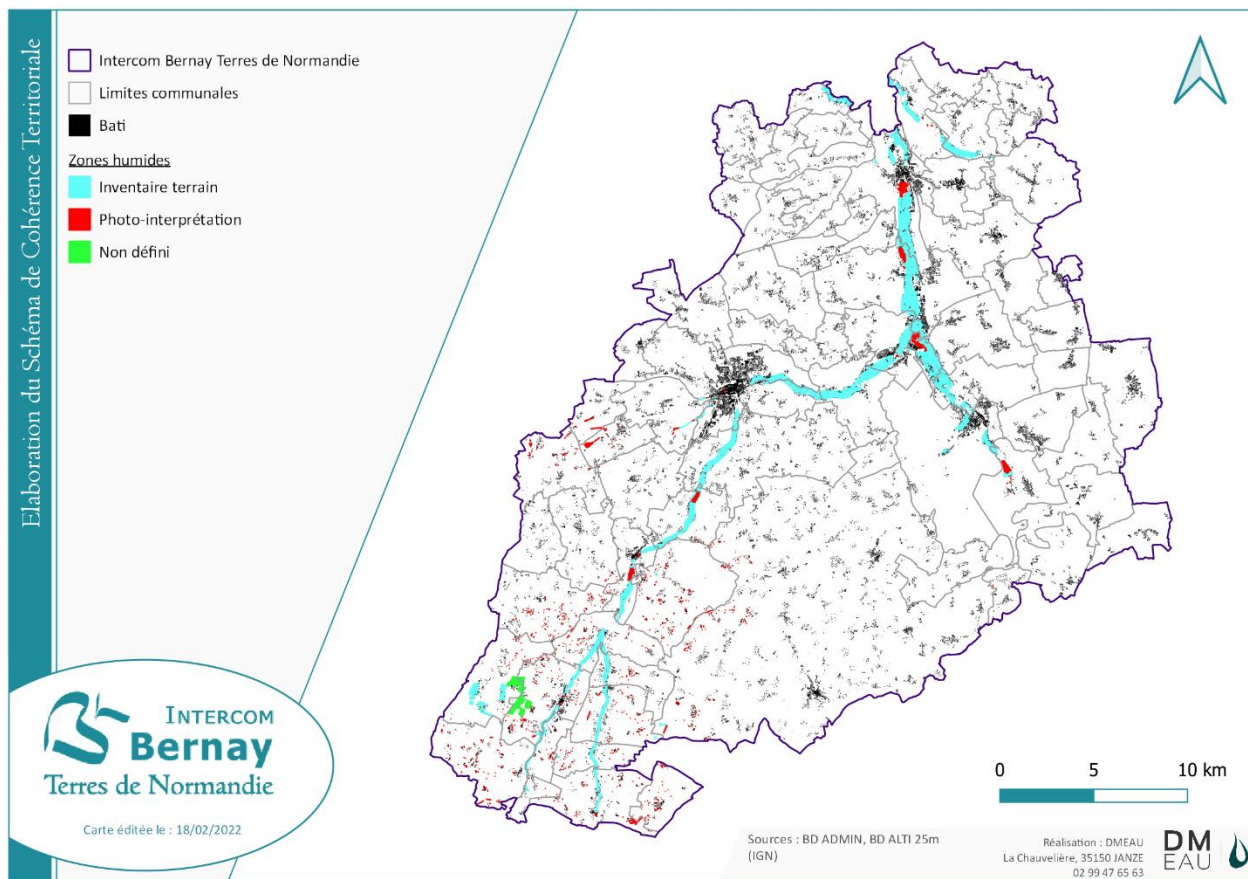 Elaboration du Schéma de Cohérence Territoriale
Intercom Bernay Terres de Normandie
Limites communales
Bati
Zones humides
Inventaire terrain
Photo-interprétation
Non défini
INTERCOM
Bernay
Terres de Normandie
Carte éditée le : 18/02/2022
0 5 10 km
Sources : BD ADMIN, BD ALTI 25m
(IGN)
Réalisation : DMEAU
La Chauvelière, 35150 JANZE
02 99 47 65 63
DM
EAU